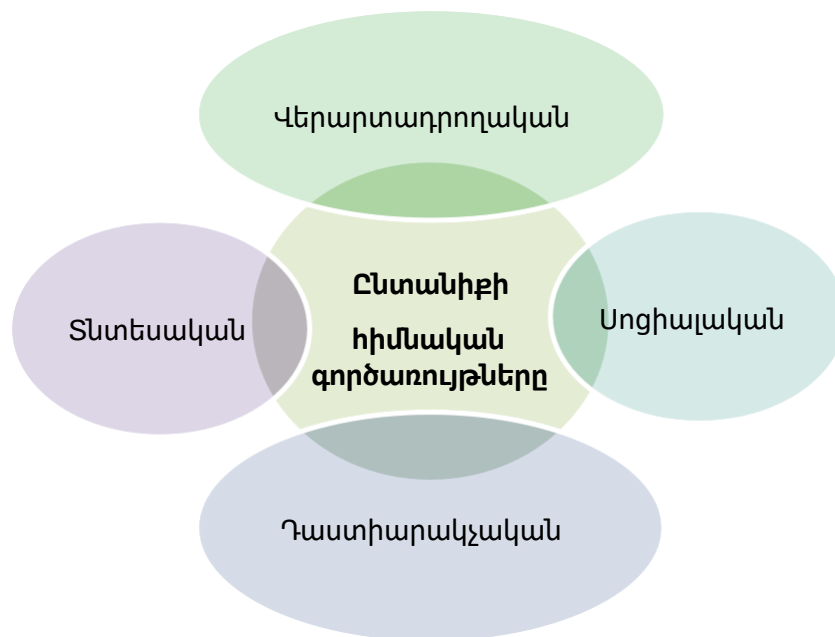 Վերարտադրողական
Ընտանիքի
հիմնական
գործառույթները
Տնտեսական
Սոցիալական
Դաստիարակչական